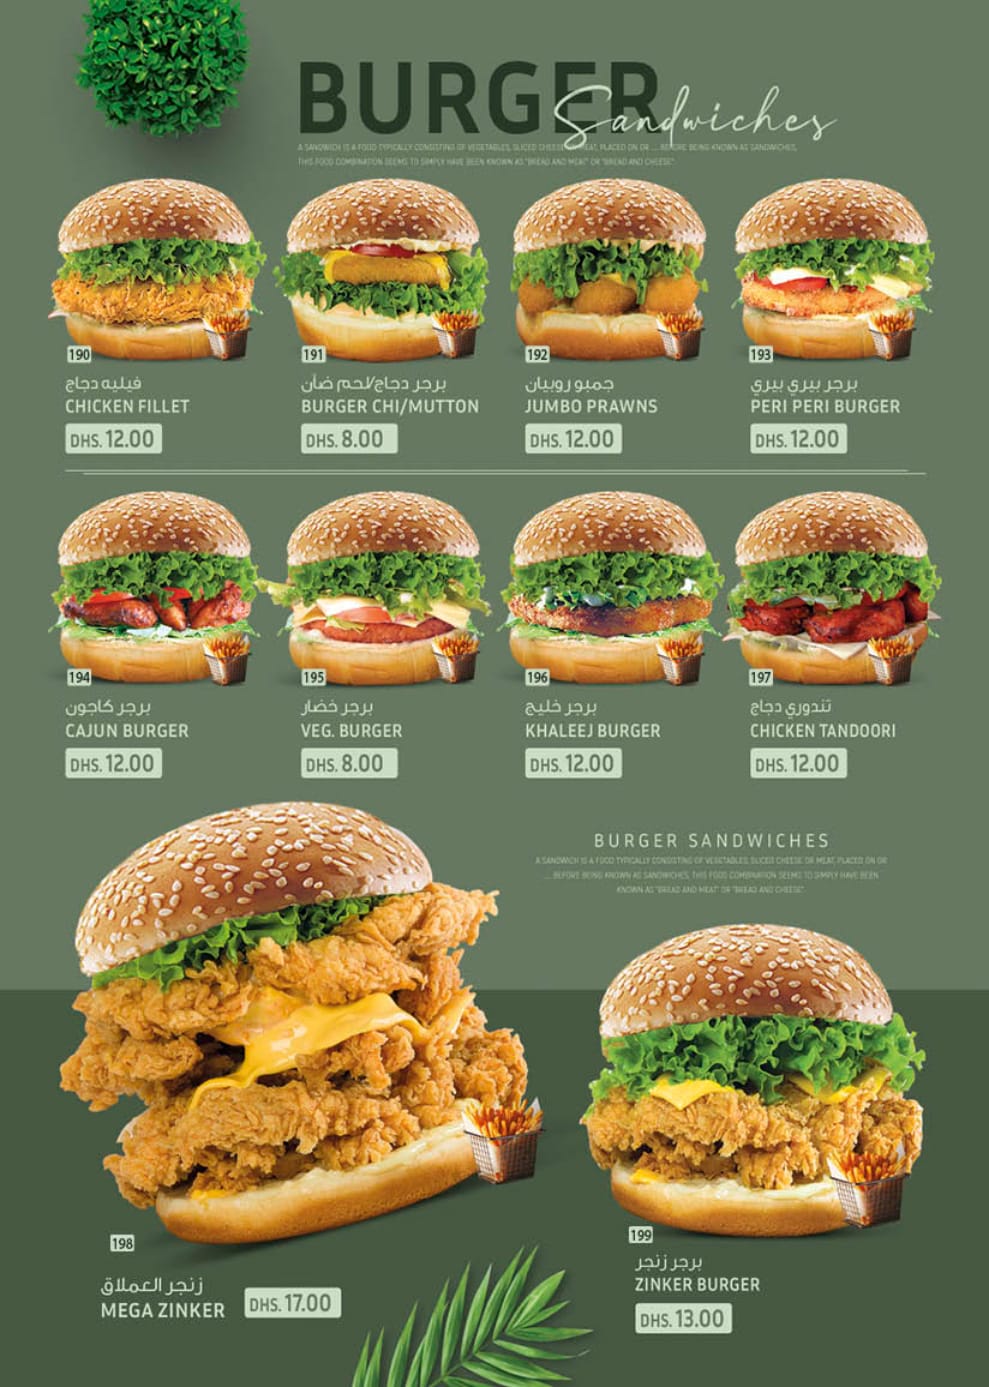 BURGER
Sandwiches
A SANDWICH IS A FOOD TYPICALLY CONSISTING OF VEGETABLES, SLICED CHEESE OR MEAT, PLACED ON OR .... BEFORE BEING KNOWN AS SANDWICHES,
THIS FOOD COMBINATION SEEMS TO SIMPLY HAVE BEEN KNOWN AS "BREAD AND MEAT" OR "BREAD AND CHEESE"
190
فيليه دجاج
CHICKEN FILLET
DHS. 12.00
191
برجر دجاج/لحم ضأن
BURGER CHI/MUTTON
DHS. 8.00
192
جمبو روبيان
JUMBO PRAWNS
DHS. 12.00
193
برجر بيري بيري
PERI PERI BURGER
DHS. 12.00
194
برجر كاجون
CAJUN BURGER
DHS. 12.00
195
برجر خضار
VEG. BURGER
DHS. 8.00
196
برجر خليج
KHALEEJ BURGER
DHS. 12.00
197
تندوري دجاج
CHICKEN TANDOORI
DHS. 12.00
BURGER SANDWICHES
A SANDWICH IS A FOOD TYPICALLY CONSISTING OF VEGETABLES, SLICED CHEESE OR MEAT, PLACED ON OR
.... BEFORE BEING KNOWN AS SANDWICHES, THIS FOOD COMBINATION SEEMS TO SIMPLY HAVE BEEN
KNOWN AS "BREAD AND MEAT" OR "BREAD AND CHEESE"
198
زنجر العملاق
MEGA ZINKER
DHS. 17.00
199
برجر زنجر
ZINKER BURGER
DHS. 13.00